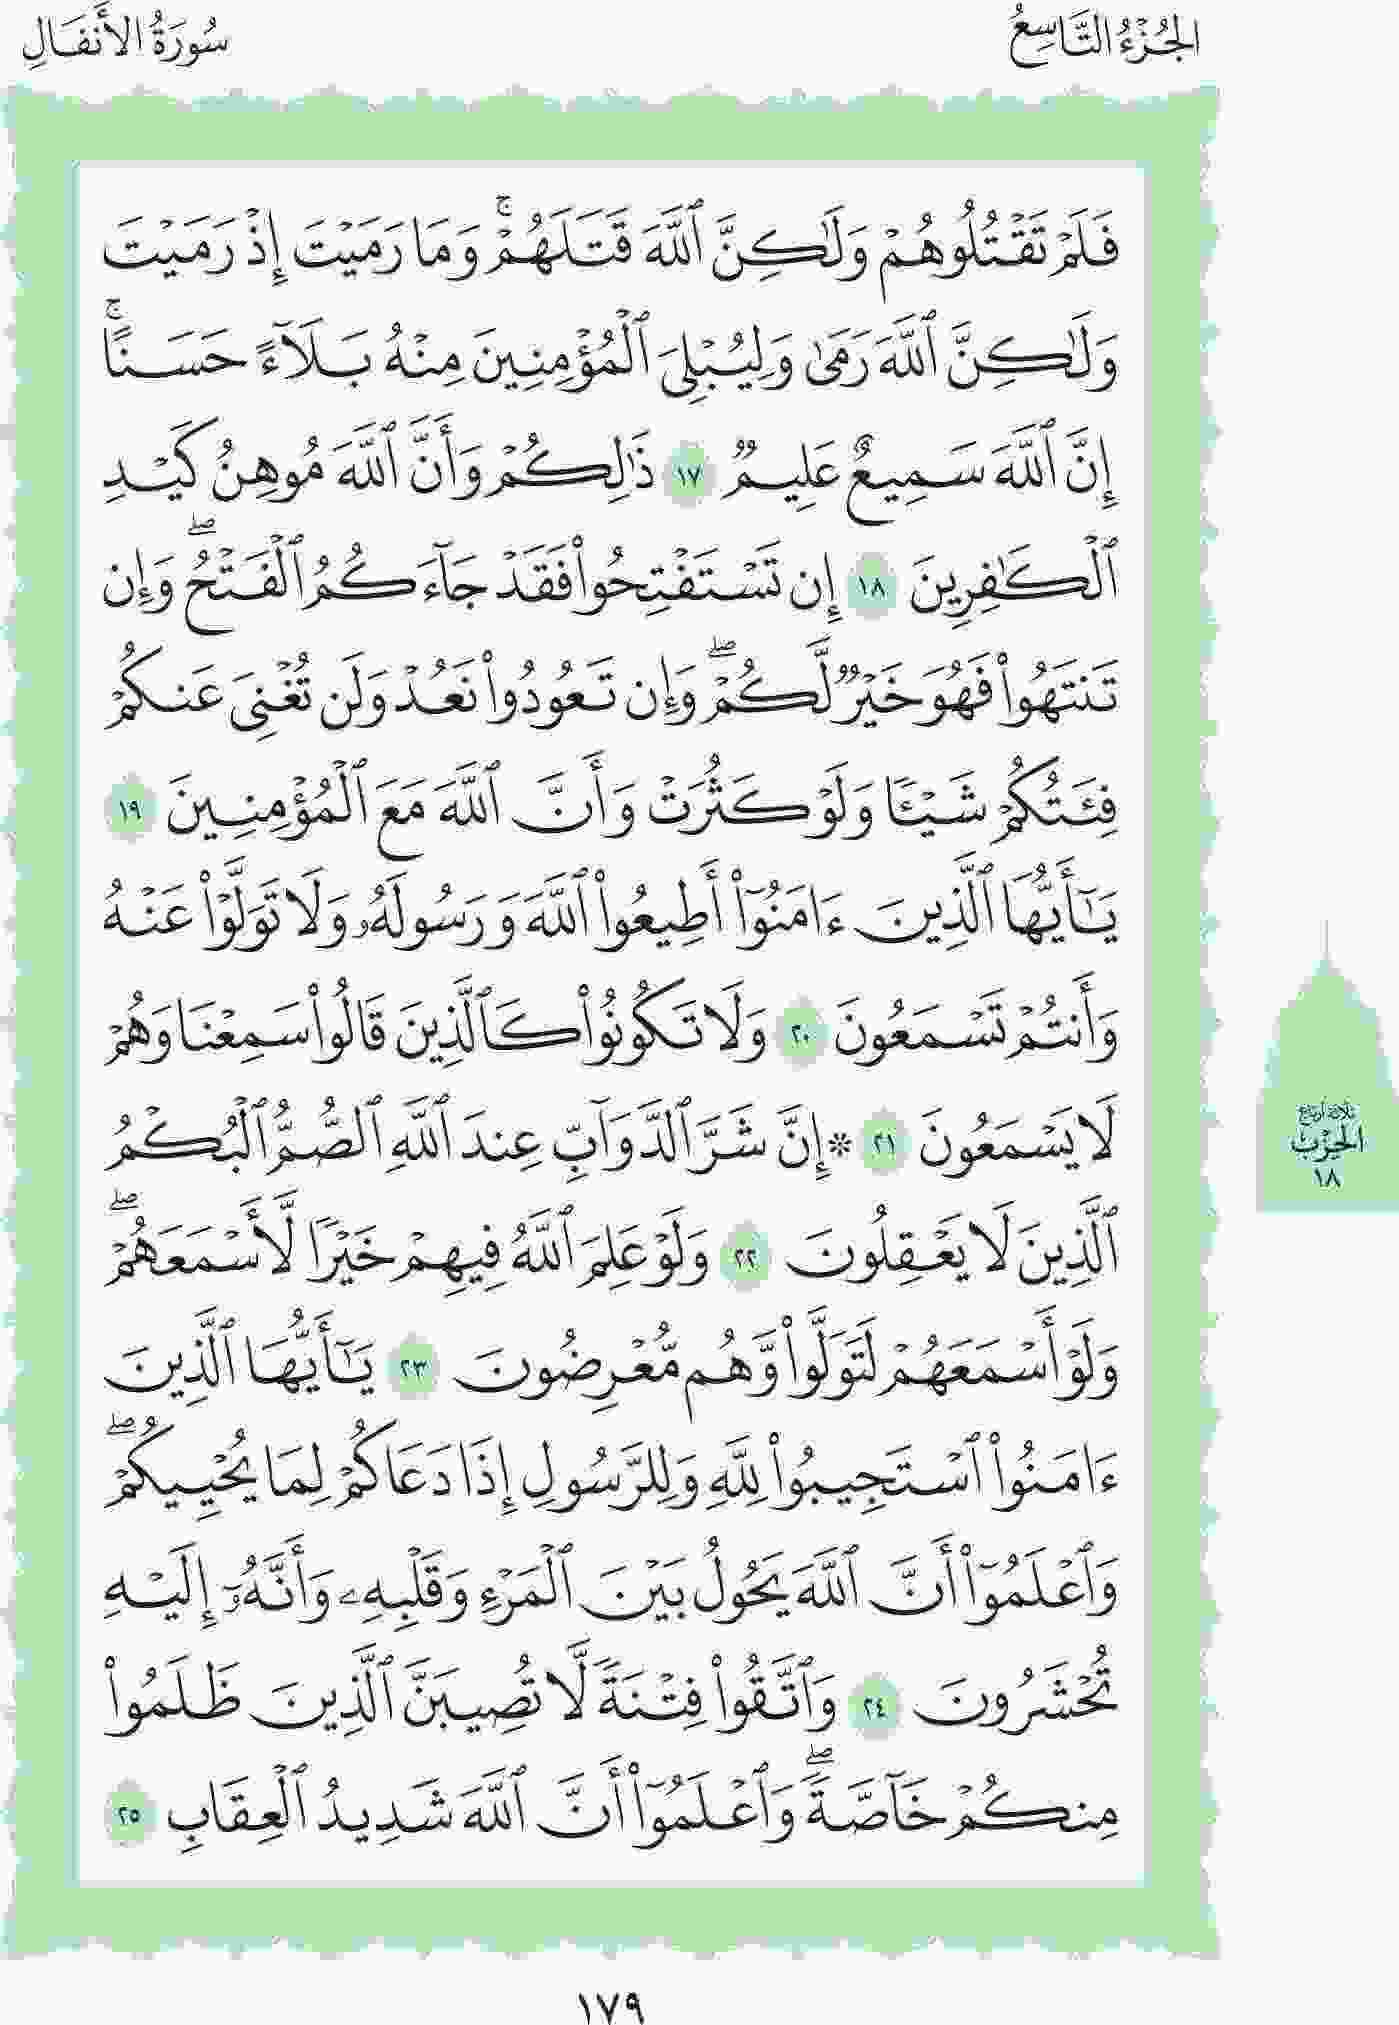 الجُزْءُ التَّاسِعُ
سُورَةُ الأَنفَالِ
فَلَمْ تَقْتُلُوهُمْ وَلَٰكِنَّ ٱللَّهَ قَتَلَهُمْۚ وَمَا رَمَيْتَ إِذْ رَمَيْتَ
وَلَٰكِنَّ ٱللَّهَ رَمَىٰ وَلِيُبْلِيَ ٱلْمُؤْمِنِينَ مِنْهُ بَلَآءً حَسَنًاۚ
إِنَّ ٱللَّهَ سَمِيعٌ عَلِيمٌ ١٧ ذَٰلِكُمْ وَأَنَّ ٱللَّهَ مُوهِنُ كَيْدِ
ٱلْكَٰفِرِينَ ١٨ إِن تَسْتَفْتِحُوا۟ فَقَدْ جَآءَكُمُ ٱلْفَتْحُۖ وَإِن
تَنتَهُوا۟ فَهُوَ خَيْرٌ لَّكُمْۖ وَإِن تَعُودُوا۟ نَعُدْ وَلَن تُغْنِيَ عَنكُمْ
فِئَتُكُمْ شَيْـًٔا وَلَوْ كَثُرَتْ وَأَنَّ ٱللَّهَ مَعَ ٱلْمُؤْمِنِينَ ١٩
يَٰٓأَيُّهَا ٱلَّذِينَ ءَامَنُوٓا۟ أَطِيعُوا۟ ٱللَّهَ وَرَسُولَهُۥ وَلَا تَوَلَّوْا۟ عَنْهُ
وَأَنتُمْ تَسْمَعُونَ ٢٠ وَلَا تَكُونُوا۟ كَٱلَّذِينَ قَالُوا۟ سَمِعْنَا وَهُمْ
لَا يَسْمَعُونَ ٢١ * إِنَّ شَرَّ ٱلدَّوَآبِّ عِندَ ٱللَّهِ ٱلصُّمُّ ٱلْبُكْمُ
ٱلَّذِينَ لَا يَعْقِلُونَ ٢٢ وَلَوْ عَلِمَ ٱللَّهُ فِيهِمْ خَيْرًا لَّأَسْمَعَهُمْۖ
وَلَوْ أَسْمَعَهُمْ لَتَوَلَّوا۟ وَّهُم مُّعْرِضُونَ ٢٣ يَٰٓأَيُّهَا ٱلَّذِينَ
ءَامَنُوا۟ ٱسْتَجِيبُوا۟ لِلَّهِ وَلِلرَّسُولِ إِذَا دَعَاكُمْ لِمَا يُحْيِيكُمْۖ
وَٱعْلَمُوٓا۟ أَنَّ ٱللَّهَ يَحُولُ بَيْنَ ٱلْمَرْءِ وَقَلْبِهِۦ وَأَنَّهُۥٓ إِلَيْهِ
تُحْشَرُونَ ٢٤ وَٱتَّقُوا۟ فِتْنَةً لَّا تُصِيبَنَّ ٱلَّذِينَ ظَلَمُوا۟
مِنكُمْ خَآصَّةًۖ وَٱعْلَمُوٓا۟ أَنَّ ٱللَّهَ شَدِيدُ ٱلْعِقَابِ ٢٥
ثلاثة أرباع
الحِزْب
١٨
١٧٩